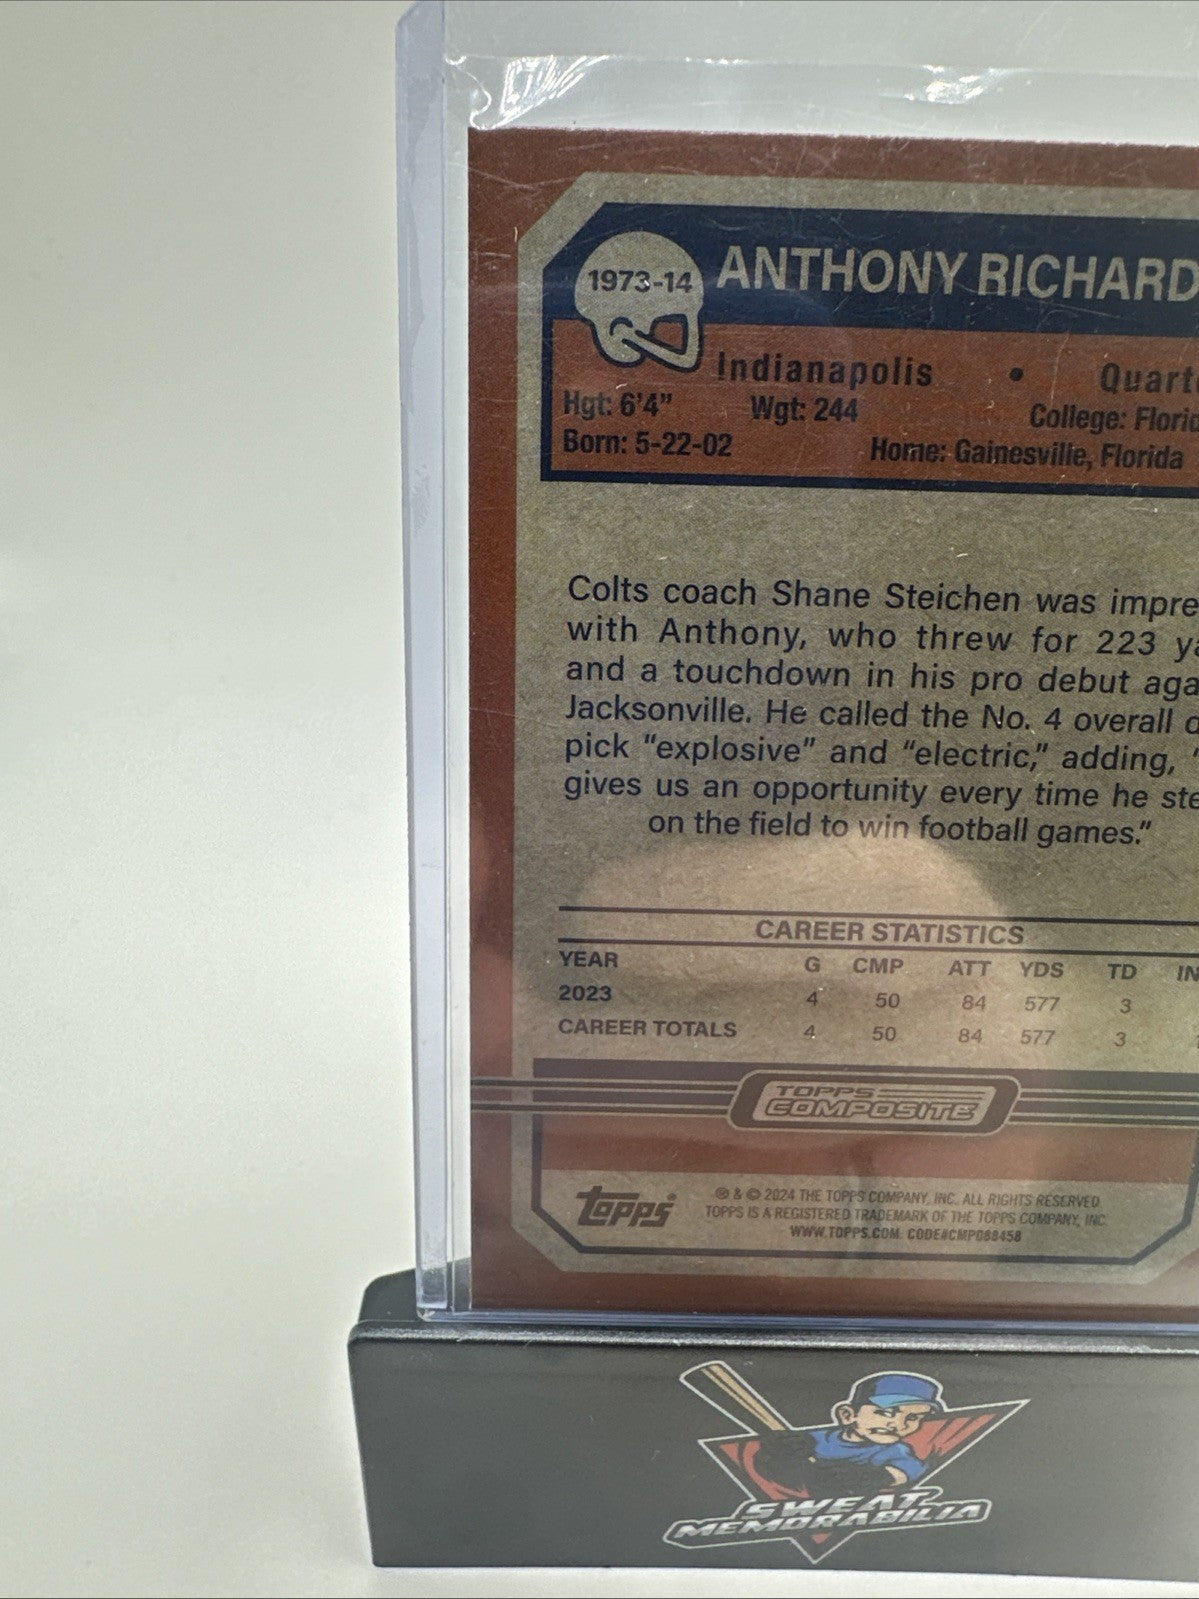 1973-14
ANTHONY RICHARD
Indianapolis • Quart
Hgt: 6'4" Wgt: 244 College: Florid
Born: 5-22-02 Home: Gainesville, Florida
Colts coach Shane Steichen was impre
with Anthony, who threw for 223 ya
and a touchdown in his pro debut aga
Jacksonville. He called the No. 4 overall d
pick "explosive" and "electric," adding, "
gives us an opportunity every time he ste
on the field to win football games."
CAREER STATISTICS
YEAR G CMP ATT YDS TD IN
2023 4 50 84 577 3
CAREER TOTALS 4 50 84 577 3
TOPPS
COMPOSITE
topps
® & © 2024 THE TOPPS COMPANY, INC. ALL RIGHTS RESERVED
TOPPS IS A REGISTERED TRADEMARK OF THE TOPPS COMPANY, INC.
WWW.TOPPS.COM. CODE#CMP088458
SWEAT
MEMORABILIA